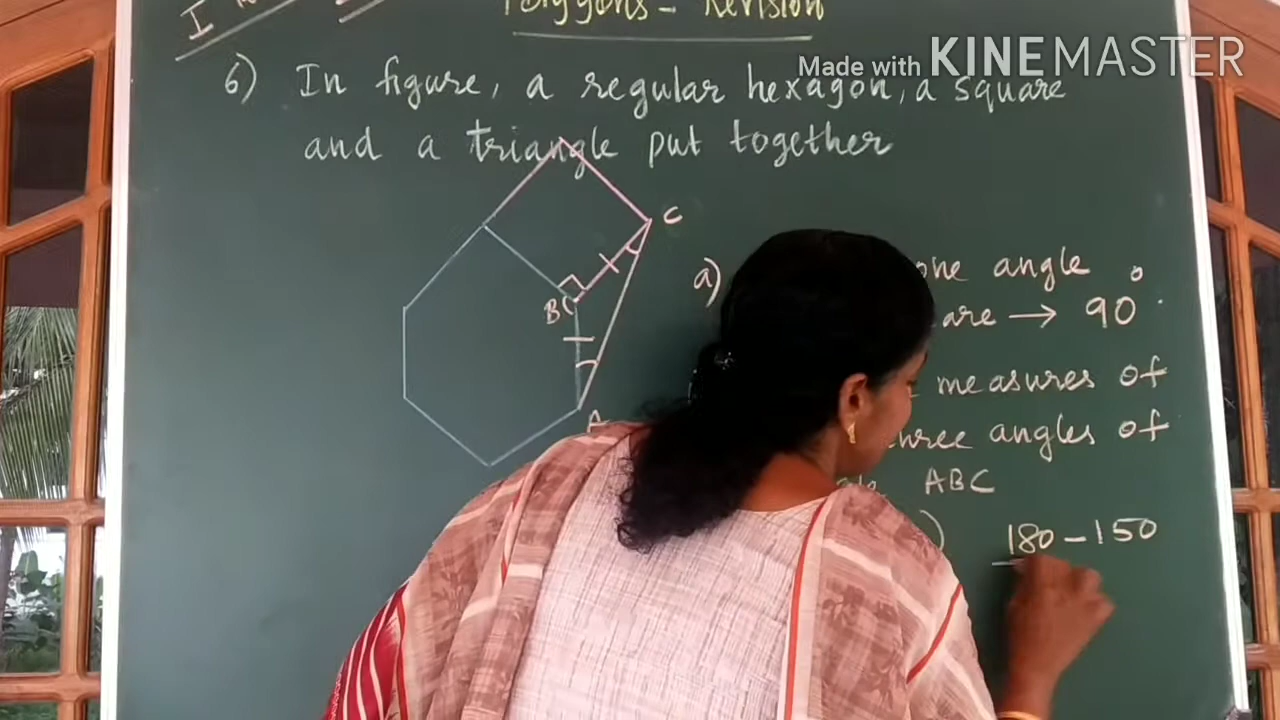 Polygons - Revision
Made with KINEMASTER
6) In figure, a regular hexagon, a square
and a triangle put together
C
B
A
a) one angle
are → 90°
measures of
three angles of
ABC
) 180 - 150